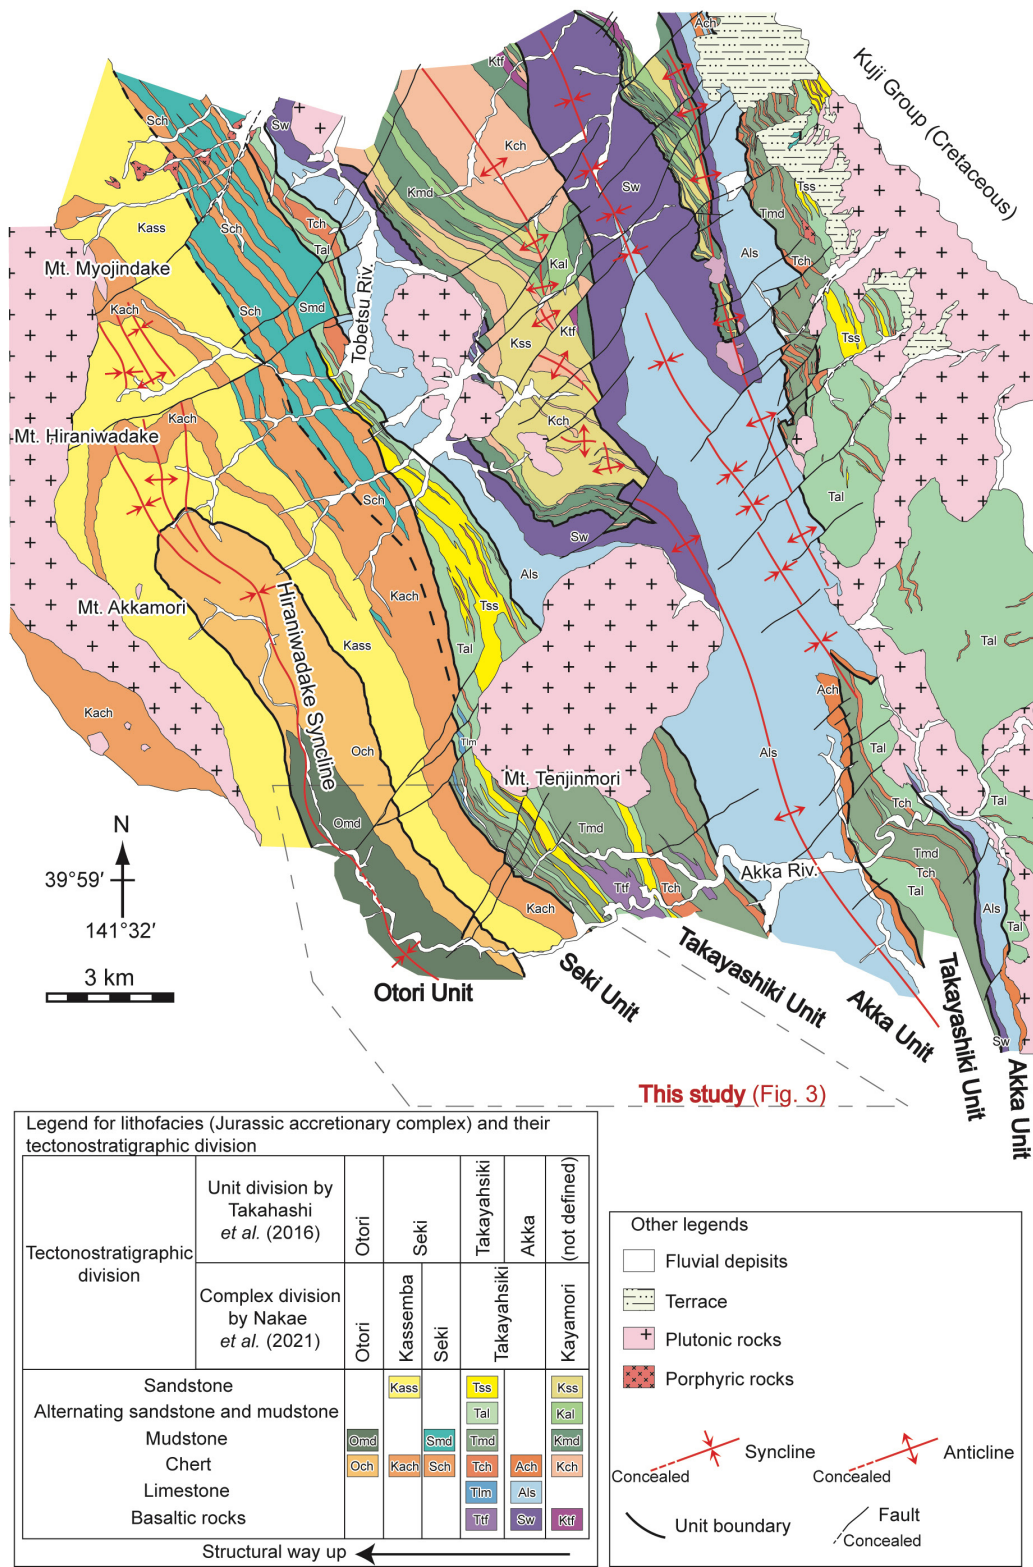 Ach
Kuji Group (Cretaceous)
Ktf
Sch
Sw
Kch
Kmd
Sw
Tss
Kass
Sch
Tch
Tal
Tmd
Mt. Myojindake
Kal
Als
Tch
Kach
Sch
Smd
Tobetsu Riv.
Kss
Ktf
Tss
Kach
Kch
Mt. Hiraniwadake
Sch
Tal
Sw
Als
Mt. Akkamori
Hiraniwadake Syncline
Kach
Tss
Kass
Tal
Tal
Kach
Ach
Tlm
Als
Tal
Och
Mt. Tenjinmori
Tch
Tal
Omd
Tmd
Tmd
N
Akka Riv.
Tch
39°59′
Ttf
Tch
Tal
Als
Tal
141°32′
Kach
3 km
Otori Unit
Seki Unit
Takayashiki Unit
Akka Unit
Takayashiki Unit
Sw
Akka Unit
This study (Fig. 3)
Legend for lithofacies (Jurassic accretionary complex) and their
tectonostratigraphic division
Tectonostratigraphic
division
Unit division by
Takahashi
et al. (2016)
Otori
Seki
Takayahsiki
Akka
(not defined)
Complex division
by Nakae
et al. (2021)
Otori
Kassemba
Seki
Takayahsiki
Kayamori
Sandstone Kass Tss Kss
Alternating sandstone and mudstone Tal Kal
Mudstone Omd Smd Tmd Kmd
Chert Och Kach Sch Tch Ach Kch
Limestone Tlm Als
Basaltic rocks Ttf Sw Ktf
Structural way up
Other legends
Fluvial depisits
Terrace
Plutonic rocks
Porphyric rocks
Syncline
Concealed
Anticline
Concealed
Unit boundary
Fault
Concealed